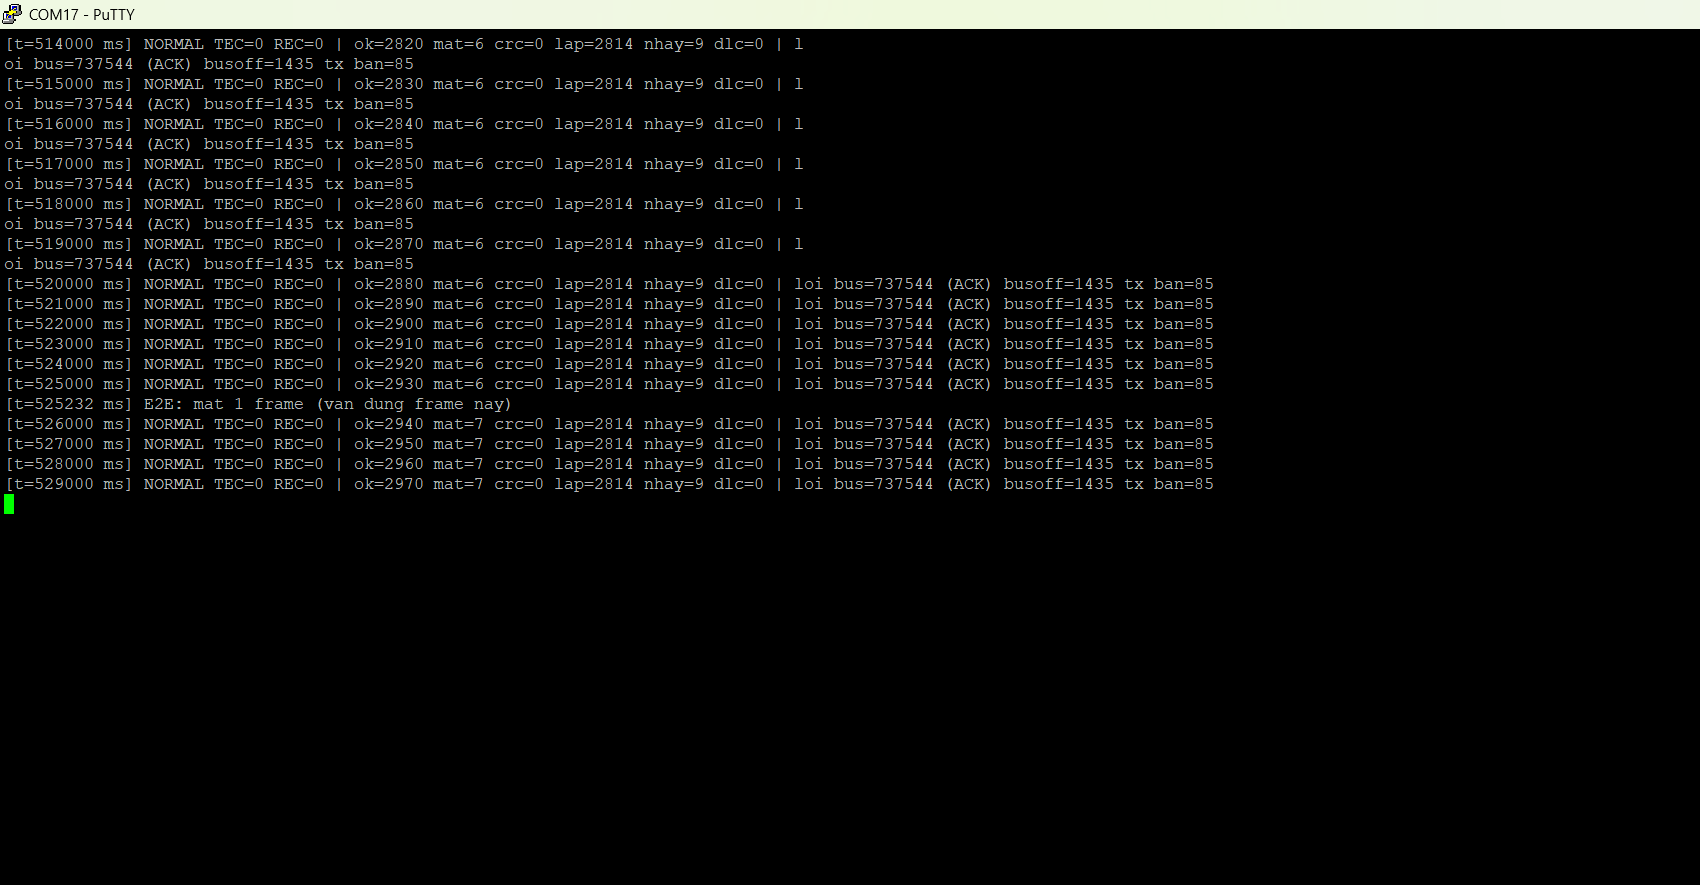 COM17 - PuTTY
[t=514000 ms] NORMAL TEC=0 REC=0 | ok=2820 mat=6 crc=0 lap=2814 nhay=9 dlc=0 | l
oi bus=737544 (ACK) busoff=1435 tx ban=85
[t=515000 ms] NORMAL TEC=0 REC=0 | ok=2830 mat=6 crc=0 lap=2814 nhay=9 dlc=0 | l
oi bus=737544 (ACK) busoff=1435 tx ban=85
[t=516000 ms] NORMAL TEC=0 REC=0 | ok=2840 mat=6 crc=0 lap=2814 nhay=9 dlc=0 | l
oi bus=737544 (ACK) busoff=1435 tx ban=85
[t=517000 ms] NORMAL TEC=0 REC=0 | ok=2850 mat=6 crc=0 lap=2814 nhay=9 dlc=0 | l
oi bus=737544 (ACK) busoff=1435 tx ban=85
[t=518000 ms] NORMAL TEC=0 REC=0 | ok=2860 mat=6 crc=0 lap=2814 nhay=9 dlc=0 | l
oi bus=737544 (ACK) busoff=1435 tx ban=85
[t=519000 ms] NORMAL TEC=0 REC=0 | ok=2870 mat=6 crc=0 lap=2814 nhay=9 dlc=0 | l
oi bus=737544 (ACK) busoff=1435 tx ban=85
[t=520000 ms] NORMAL TEC=0 REC=0 | ok=2880 mat=6 crc=0 lap=2814 nhay=9 dlc=0 | loi bus=737544 (ACK) busoff=1435 tx ban=85
[t=521000 ms] NORMAL TEC=0 REC=0 | ok=2890 mat=6 crc=0 lap=2814 nhay=9 dlc=0 | loi bus=737544 (ACK) busoff=1435 tx ban=85
[t=522000 ms] NORMAL TEC=0 REC=0 | ok=2900 mat=6 crc=0 lap=2814 nhay=9 dlc=0 | loi bus=737544 (ACK) busoff=1435 tx ban=85
[t=523000 ms] NORMAL TEC=0 REC=0 | ok=2910 mat=6 crc=0 lap=2814 nhay=9 dlc=0 | loi bus=737544 (ACK) busoff=1435 tx ban=85
[t=524000 ms] NORMAL TEC=0 REC=0 | ok=2920 mat=6 crc=0 lap=2814 nhay=9 dlc=0 | loi bus=737544 (ACK) busoff=1435 tx ban=85
[t=525000 ms] NORMAL TEC=0 REC=0 | ok=2930 mat=6 crc=0 lap=2814 nhay=9 dlc=0 | loi bus=737544 (ACK) busoff=1435 tx ban=85
[t=525232 ms] E2E: mat 1 frame (van dung frame nay)
[t=526000 ms] NORMAL TEC=0 REC=0 | ok=2940 mat=7 crc=0 lap=2814 nhay=9 dlc=0 | loi bus=737544 (ACK) busoff=1435 tx ban=85
[t=527000 ms] NORMAL TEC=0 REC=0 | ok=2950 mat=7 crc=0 lap=2814 nhay=9 dlc=0 | loi bus=737544 (ACK) busoff=1435 tx ban=85
[t=528000 ms] NORMAL TEC=0 REC=0 | ok=2960 mat=7 crc=0 lap=2814 nhay=9 dlc=0 | loi bus=737544 (ACK) busoff=1435 tx ban=85
[t=529000 ms] NORMAL TEC=0 REC=0 | ok=2970 mat=7 crc=0 lap=2814 nhay=9 dlc=0 | loi bus=737544 (ACK) busoff=1435 tx ban=85